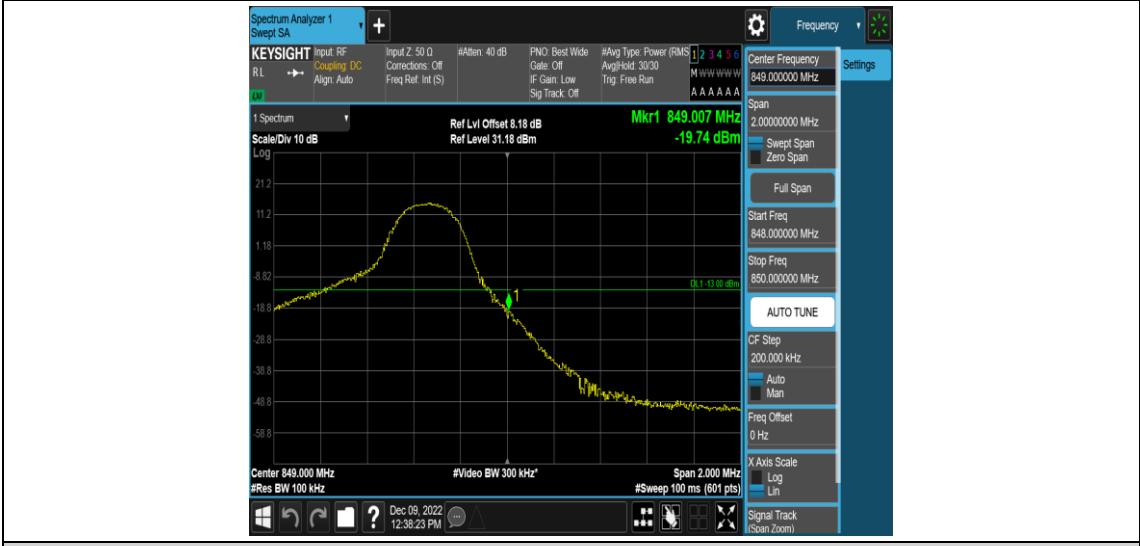 Spectrum Analyzer 1
Swept SA
+
Frequency
KEYSIGHT
RL
Input: RF
Coupling: DC
Align: Auto
Input Z: 50 Ω
Corrections: Off
Freq Ref: Int (S)
#Atten: 40 dB
PNO: Best Wide
Gate: Off
IF Gain: Low
Sig Track: Off
#Avg Type: Power (RMS
Avg|Hold: 30/30
Trig: Free Run
1 2 3 4 5 6
M W W W W W
A A A A A A
1 Spectrum
Scale/Div 10 dB
Log
Ref Lvl Offset 8.18 dB
Ref Level 31.18 dBm
Mkr1 849.007 MHz
-19.74 dBm
21.2
11.2
1.18
-8.82
-18.8
-28.8
-38.8
-48.8
-58.8
DL1 -13.00 dBm
1
Center 849.000 MHz
#Res BW 100 kHz
#Video BW 300 kHz*
Span 2.000 MHz
#Sweep 100 ms (601 pts)
Center Frequency
849.000000 MHz
Settings
Span
2.00000000 MHz
Swept Span
Zero Span
Full Span
Start Freq
848.000000 MHz
Stop Freq
850.000000 MHz
AUTO TUNE
CF Step
200.000 kHz
Auto
Man
Freq Offset
0 Hz
X Axis Scale
Log
Lin
Signal Track
(Span Zoom)
?
Dec 09, 2022
12:38:23 PM